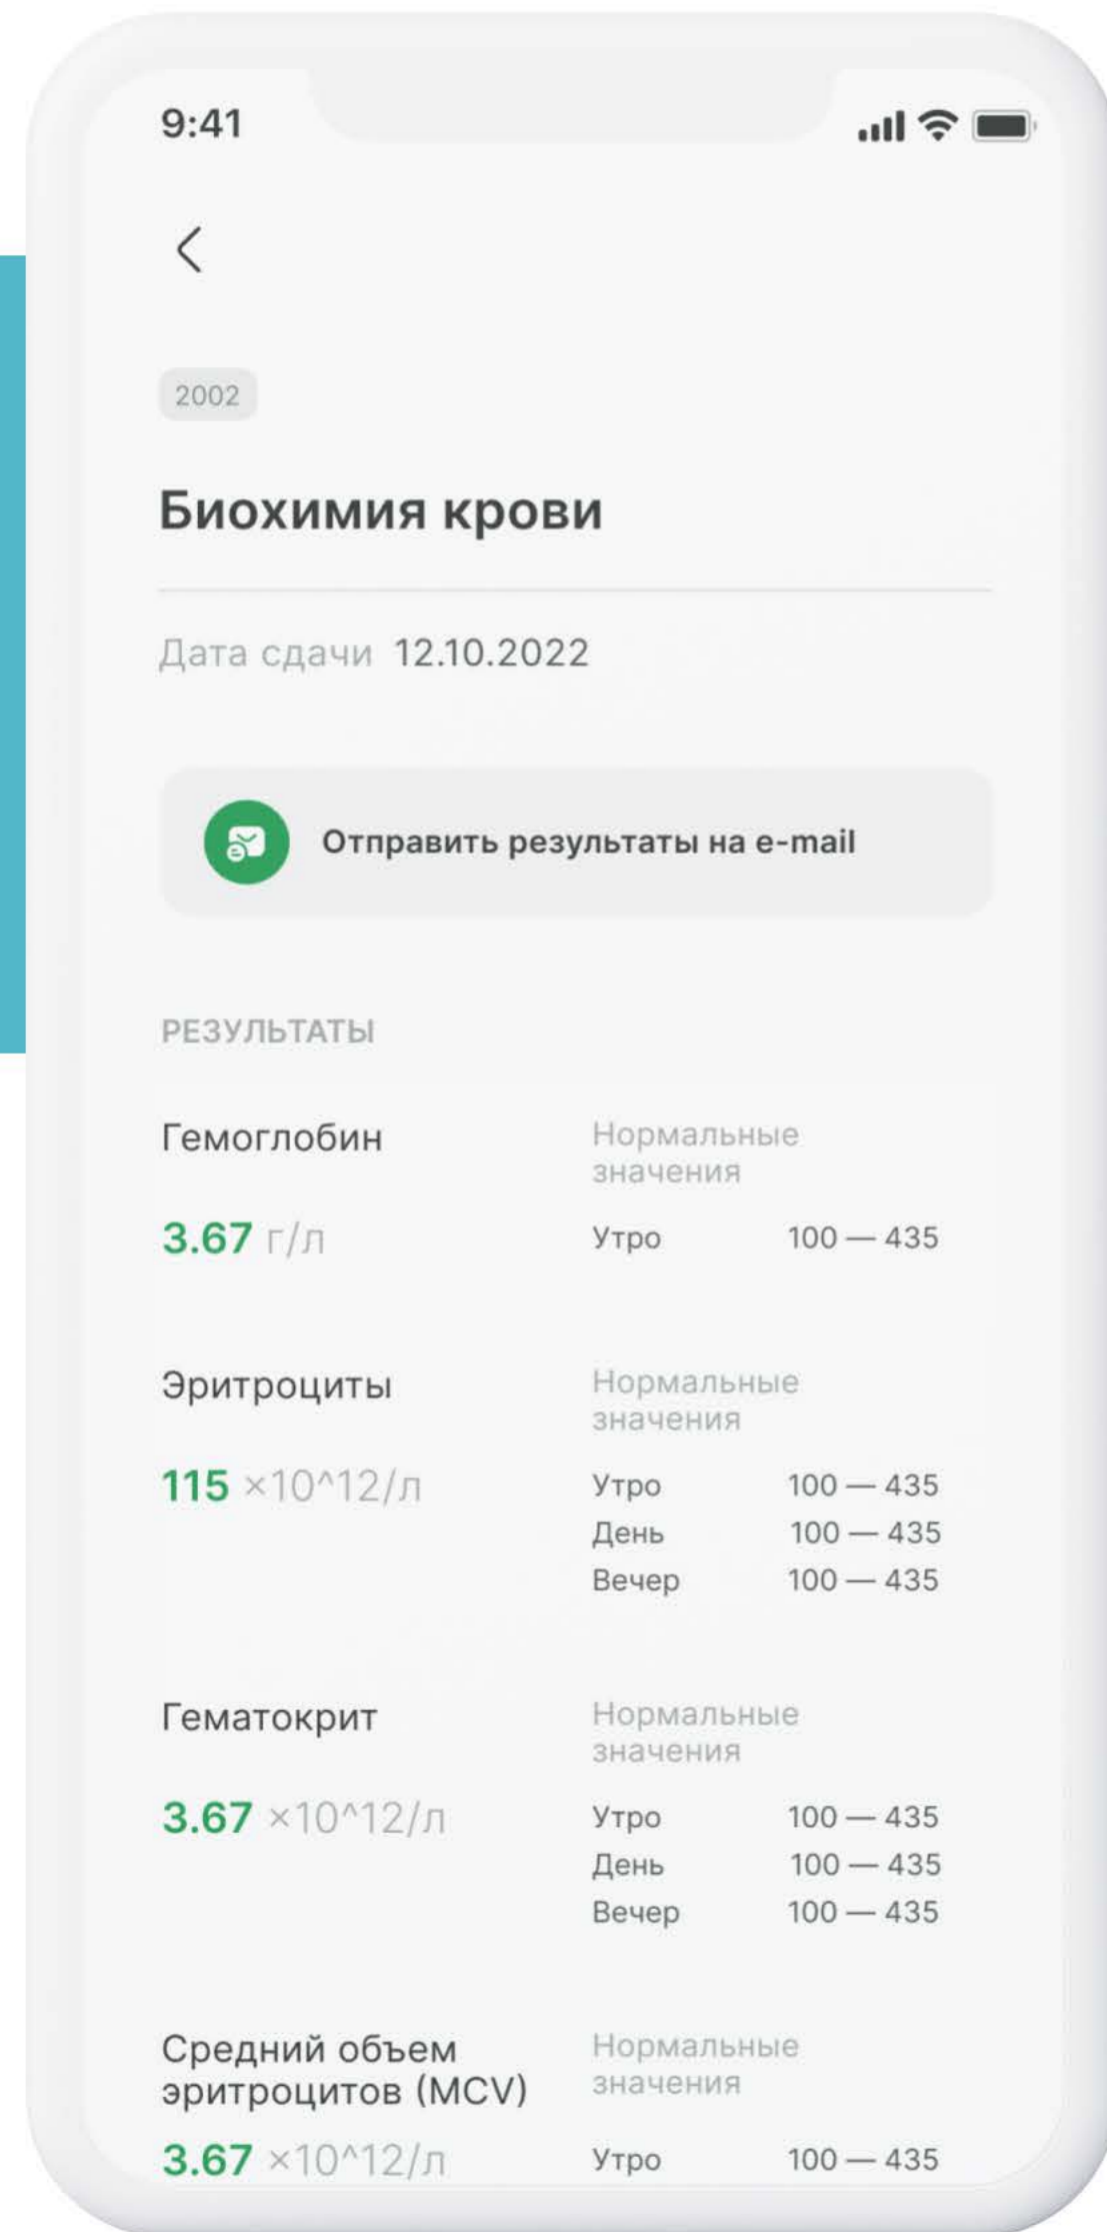 9:41
2002
Биохимия крови
Дата сдачи 12.10.2022
Отправить результаты на e-mail
РЕЗУЛЬТАТЫ
Гемоглобин
Нормальные
значения
3.67 г/л
Утро 100 — 435
Эритроциты
Нормальные
значения
115 ×10^12/л
Утро 100 — 435
День 100 — 435
Вечер 100 — 435
Гематокрит
Нормальные
значения
3.67 ×10^12/л
Утро 100 — 435
День 100 — 435
Вечер 100 — 435
Средний объем
эритроцитов (MCV)
Нормальные
значения
3.67 ×10^12/л
Утро 100 — 435